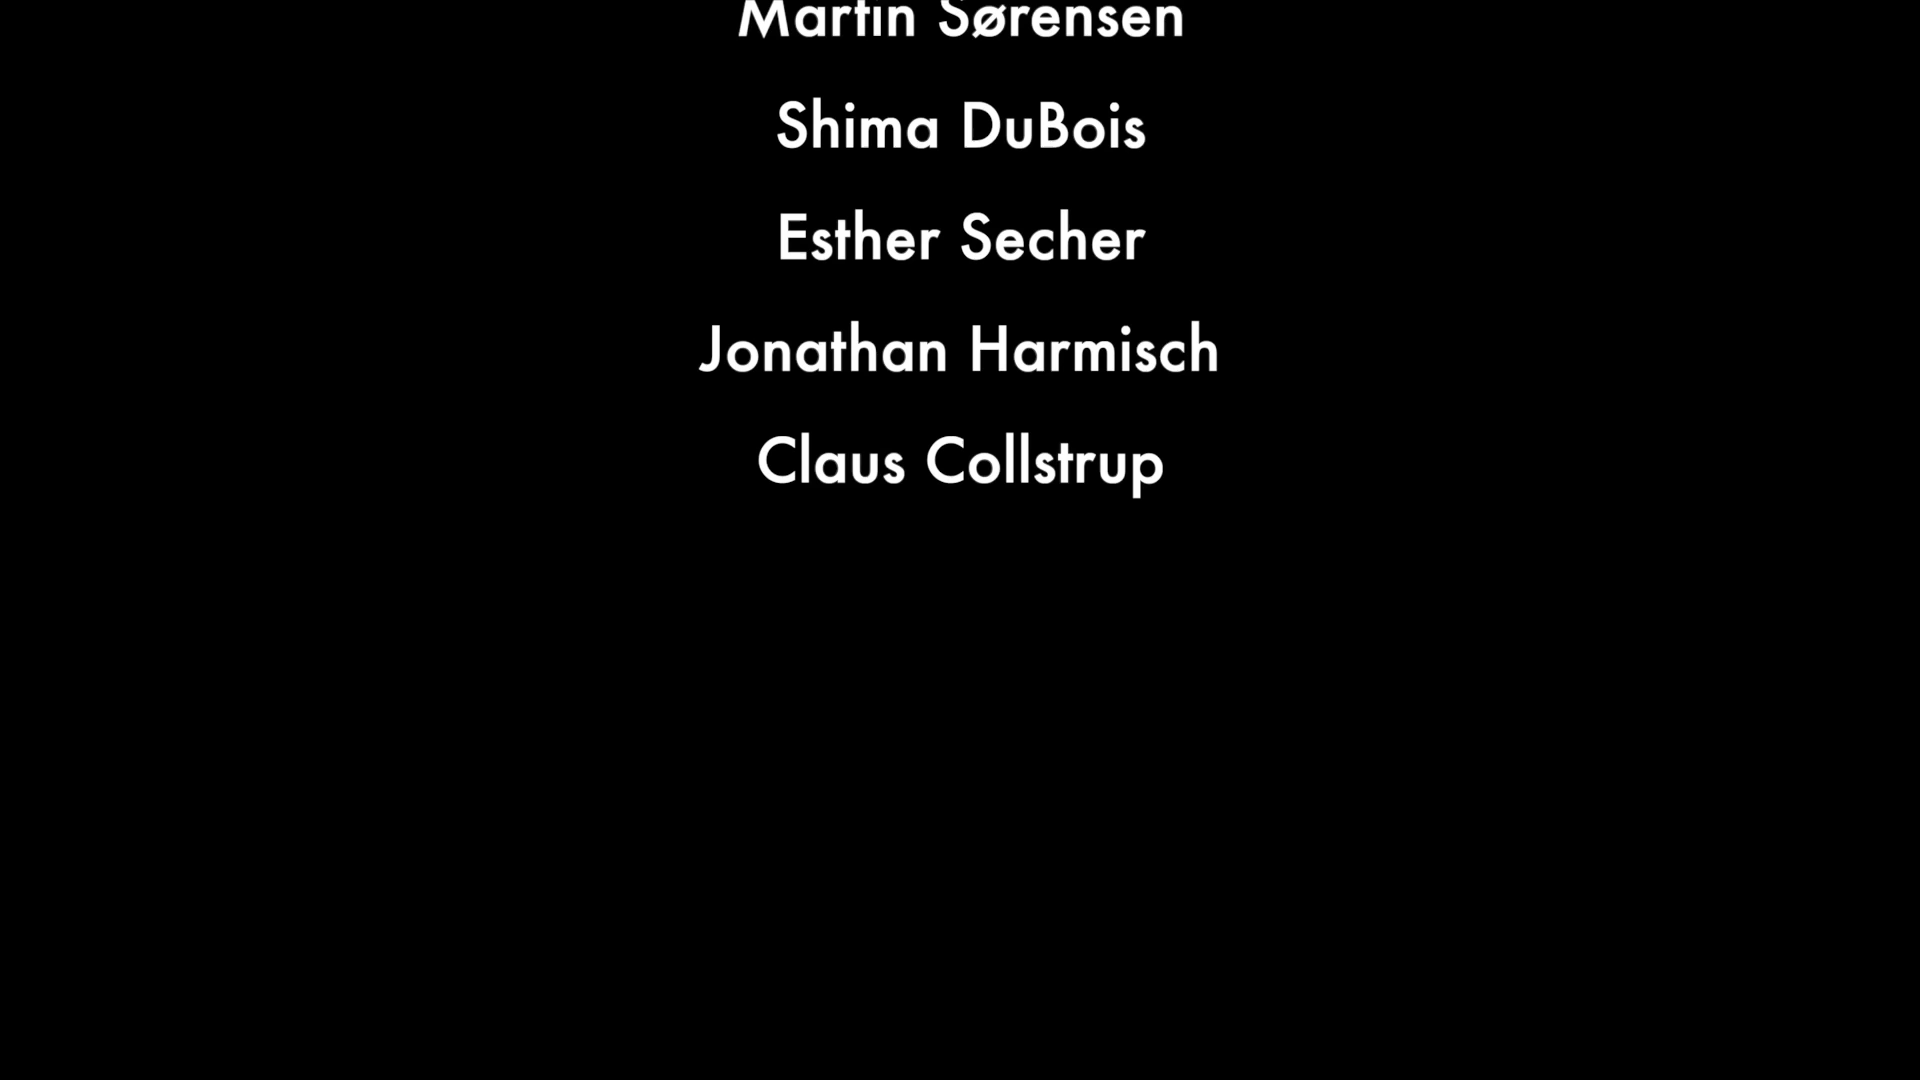 Martin Sørensen
Shima DuBois
Esther Secher
Jonathan Harmisch
Claus Collstrup